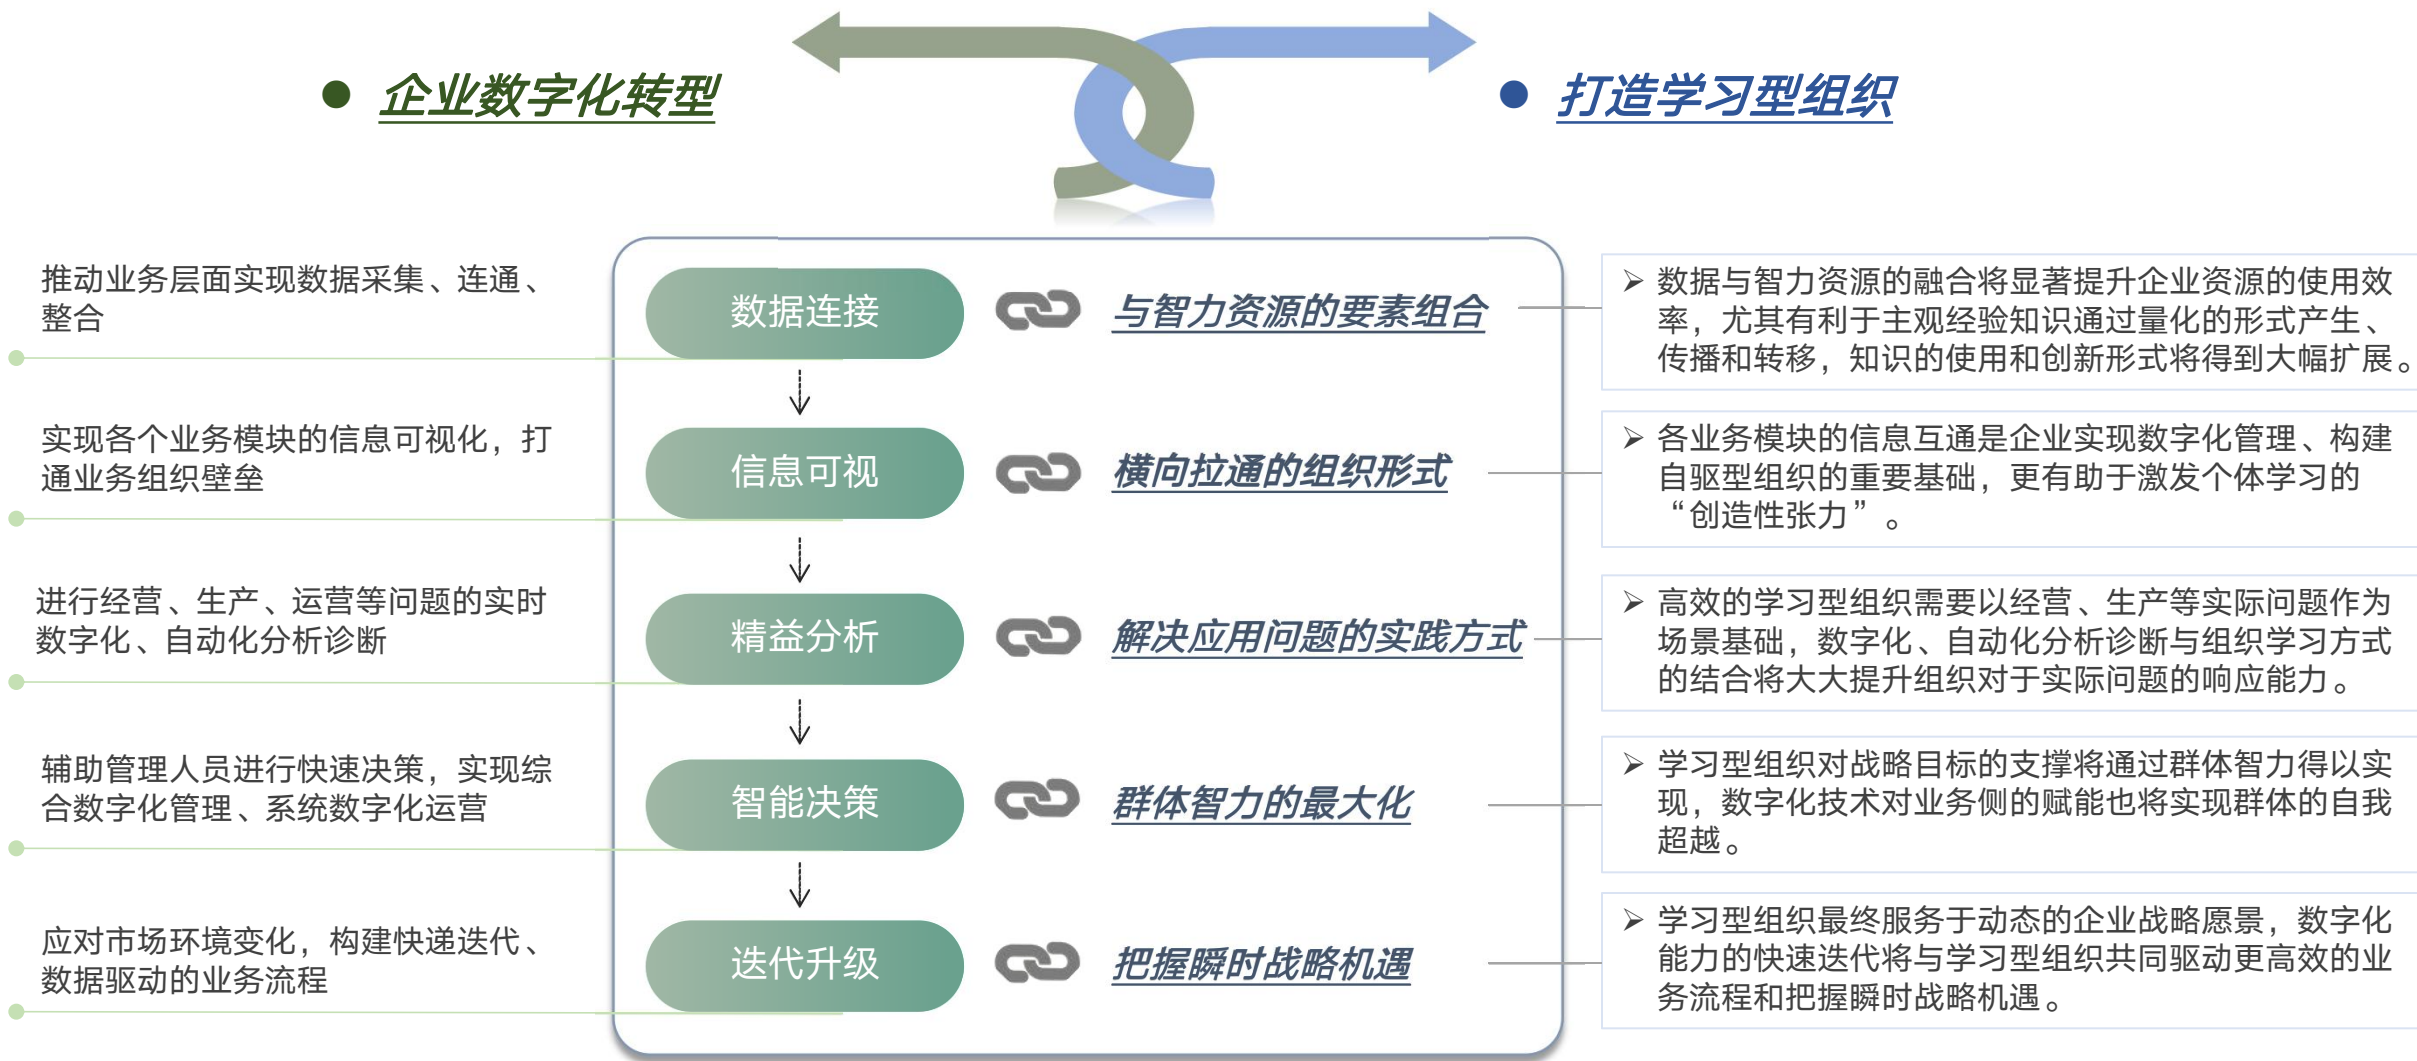 企业数字化转型
打造学习型组织
推动业务层面实现数据采集、连通、
整合
数据连接
与智力资源的要素组合
➢ 数据与智力资源的融合将显著提升企业资源的使用效
率，尤其有利于主观经验知识通过量化的形式产生、
传播和转移，知识的使用和创新形式将得到大幅扩展。
实现各个业务模块的信息可视化，打
通业务组织壁垒
信息可视
横向拉通的组织形式
➢ 各业务模块的信息互通是企业实现数字化管理、构建
自驱型组织的重要基础，更有助于激发个体学习的
“创造性张力”。
进行经营、生产、运营等问题的实时
数字化、自动化分析诊断
精益分析
解决应用问题的实践方式
➢ 高效的学习型组织需要以经营、生产等实际问题作为
场景基础，数字化、自动化分析诊断与组织学习方式
的结合将大大提升组织对于实际问题的响应能力。
辅助管理人员进行快速决策，实现综
合数字化管理、系统数字化运营
智能决策
群体智力的最大化
➢ 学习型组织对战略目标的支撑将通过群体智力得以实
现，数字化技术对业务侧的赋能也将实现群体的自我
超越。
应对市场环境变化，构建快递迭代、
数据驱动的业务流程
迭代升级
把握瞬时战略机遇
➢ 学习型组织最终服务于动态的企业战略愿景，数字化
能力的快速迭代将与学习型组织共同驱动更高效的业
务流程和把握瞬时战略机遇。